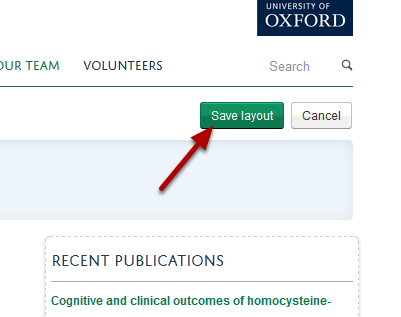 UNIVERSITY OF
OXFORD
OUR TEAM VOLUNTEERS Search
Save layout Cancel
RECENT PUBLICATIONS
Cognitive and clinical outcomes of homocysteine-